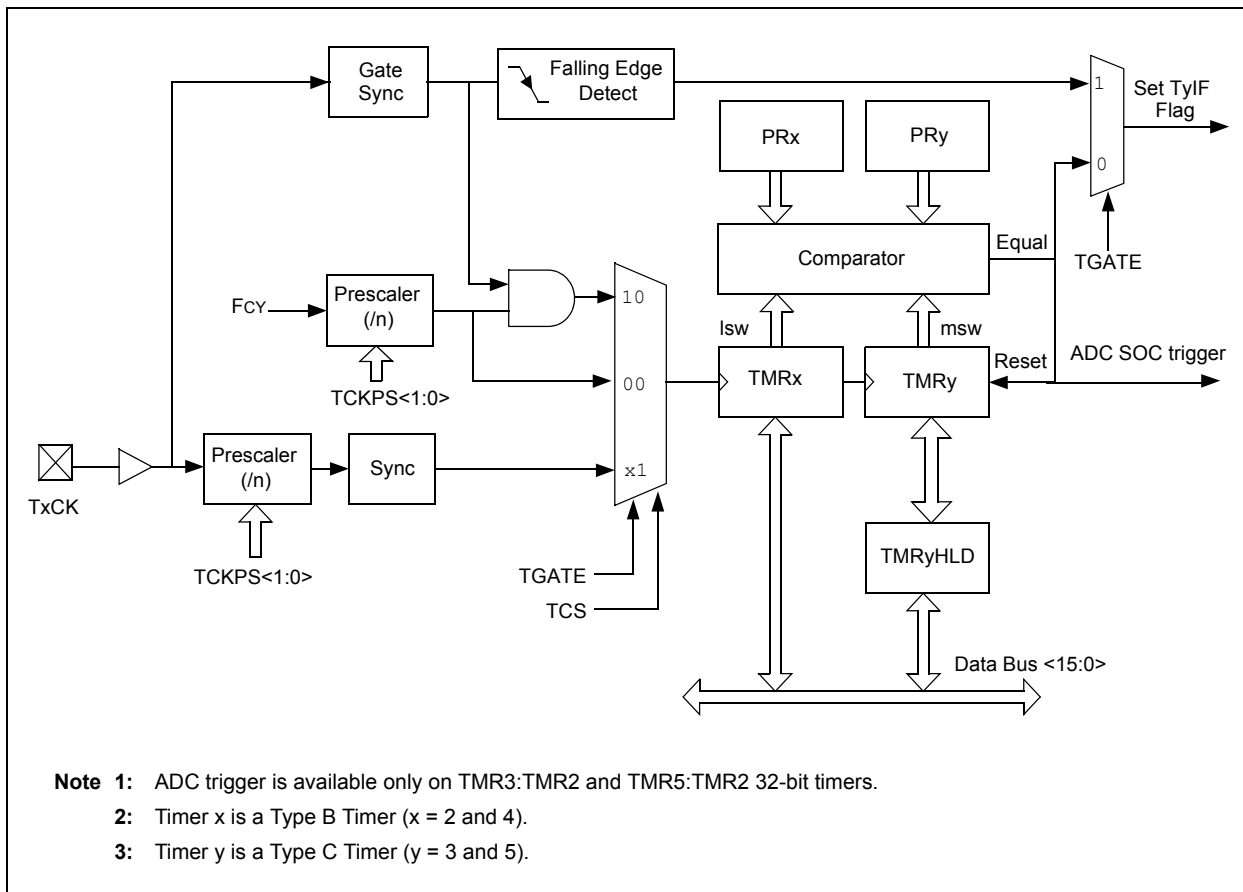 Gate
Sync
Falling Edge
Detect
1
Set TyIF
Flag
PRx
PRy
0
Equal
Comparator
TGATE
10
FCY
Prescaler
(/n)
lsw
msw
Reset
ADC SOC trigger
00
TMRx
TMRy
TCKPS<1:0>
Prescaler
(/n)
Sync
x1
TxCK
TMRyHLD
TGATE
TCKPS<1:0>
TCS
Data Bus <15:0>
Note 1: ADC trigger is available only on TMR3:TMR2 and TMR5:TMR2 32-bit timers.
2: Timer x is a Type B Timer (x = 2 and 4).
3: Timer y is a Type C Timer (y = 3 and 5).